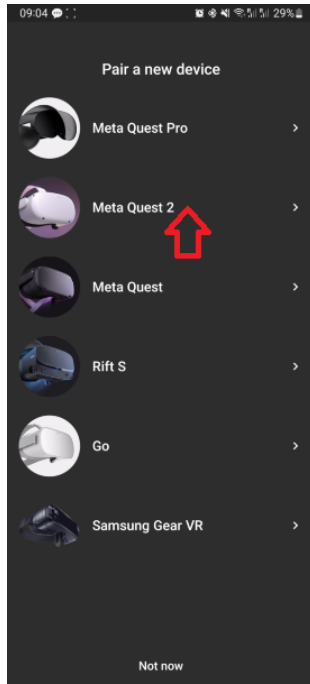 09:04
29%
Pair a new device
Meta Quest Pro
Meta Quest 2
Meta Quest
Rift S
Go
Samsung Gear VR
Not now